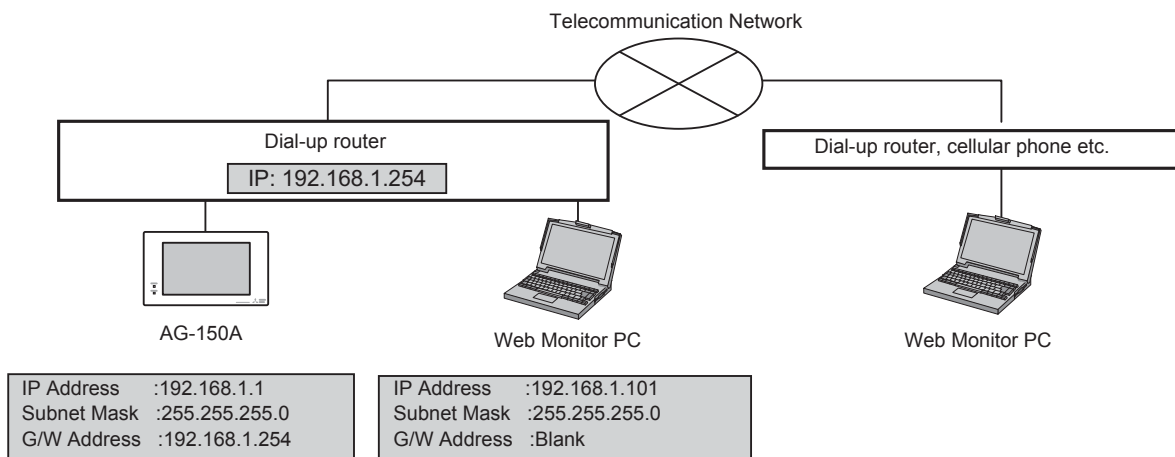 Telecommunication Network
Dial-up router
IP: 192.168.1.254
Dial-up router, cellular phone etc.
AG-150A
Web Monitor PC
Web Monitor PC
IP Address :192.168.1.1
Subnet Mask :255.255.255.0
G/W Address :192.168.1.254
IP Address :192.168.1.101
Subnet Mask :255.255.255.0
G/W Address :Blank